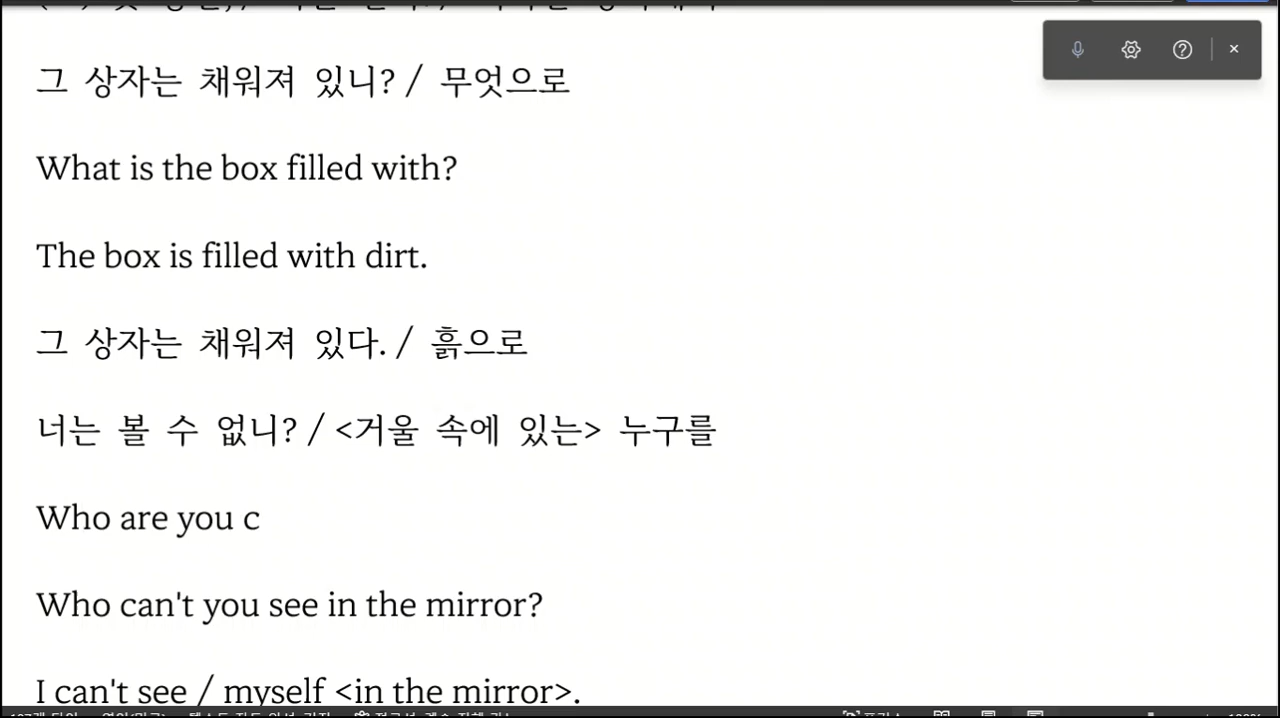 그 상자는 채워져 있니? / 무엇으로
What is the box filled with?
The box is filled with dirt.
그 상자는 채워져 있다. / 흙으로
너는 볼 수 없니? / <거울 속에 있는> 누구를
Who are you c
Who can't you see in the mirror?
I can't see / myself <in the mirror>.